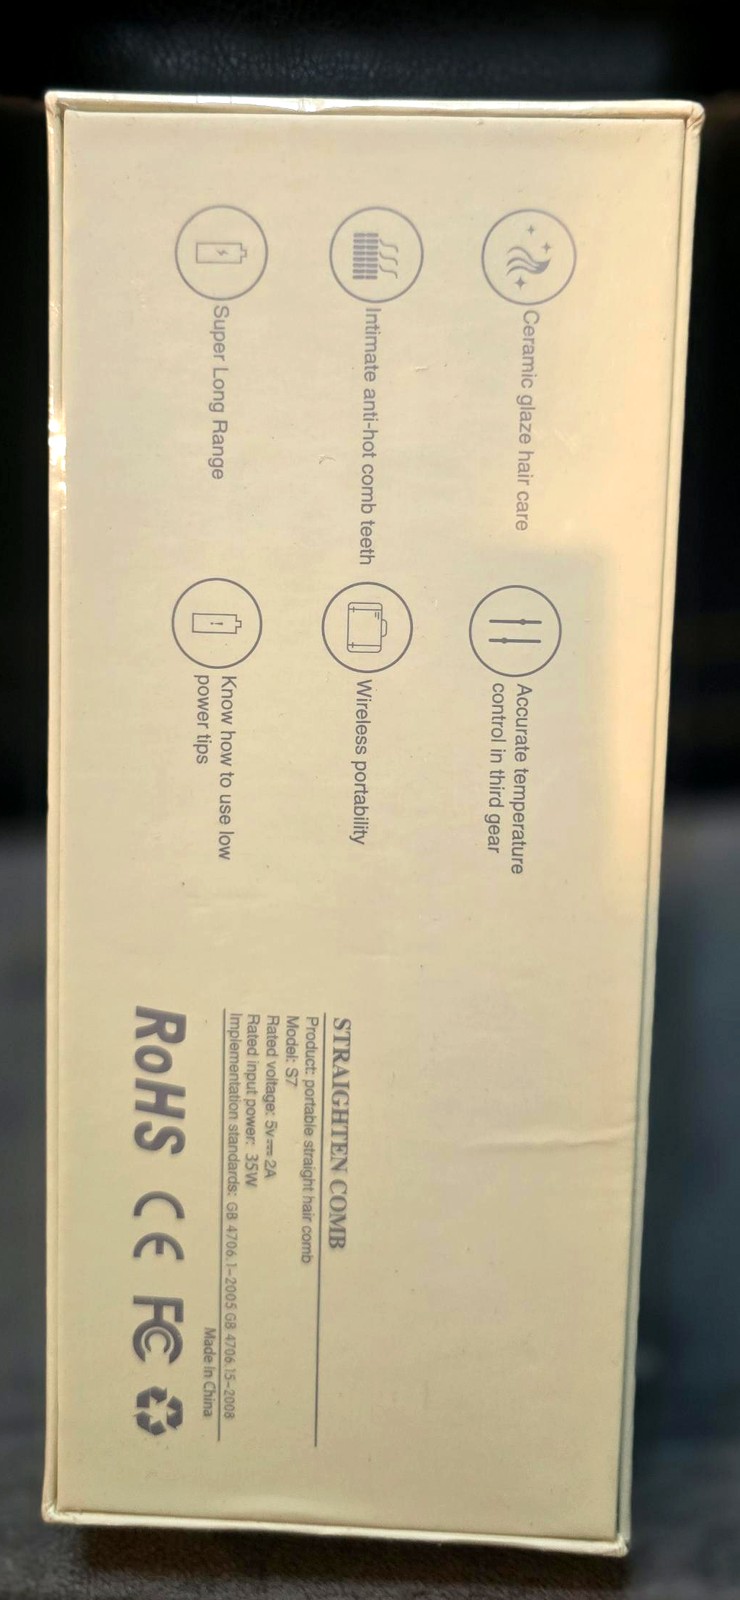 Ceramic glaze hair care
Accurate temperature
control in third gear
Intimate anti-hot comb teeth
Wireless portability
Super Long Range
Know how to use low
power tips
STRAIGHTEN COMB
Product: portable straight hair comb
Model: S7
Rated voltage: 5v⎓2A
Rated input power: 35W
Implementation standards: GB 4706.1-2005 GB 4706.15-2008
Made In China
RoHS CE FC